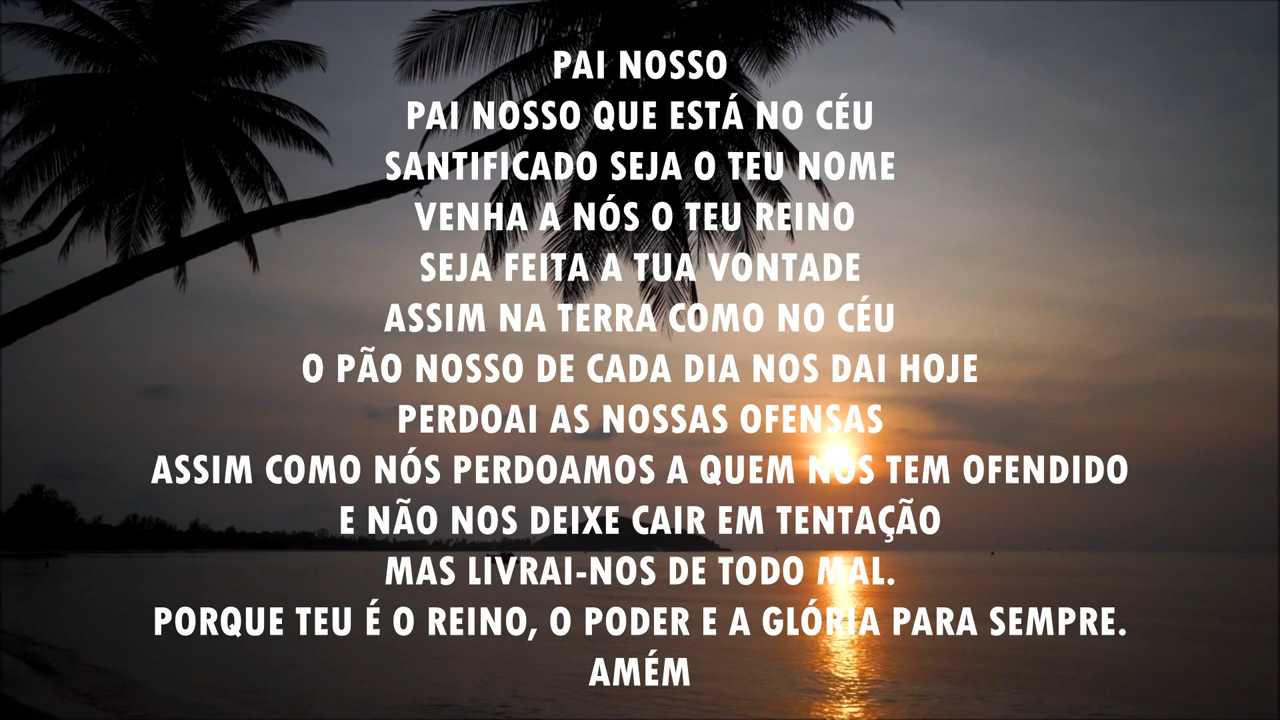 PAI NOSSO
PAI NOSSO QUE ESTÁ NO CÉU
SANTIFICADO SEJA O TEU NOME
VENHA A NÓS O TEU REINO
SEJA FEITA A TUA VONTADE
ASSIM NA TERRA COMO NO CÉU
O PÃO NOSSO DE CADA DIA NOS DAI HOJE
PERDOAI AS NOSSAS OFENSAS
ASSIM COMO NÓS PERDOAMOS A QUEM NOS TEM OFENDIDO
E NÃO NOS DEIXE CAIR EM TENTAÇÃO
MAS LIVRAI-NOS DE TODO MAL.
PORQUE TEU É O REINO, O PODER E A GLÓRIA PARA SEMPRE.
AMÉM